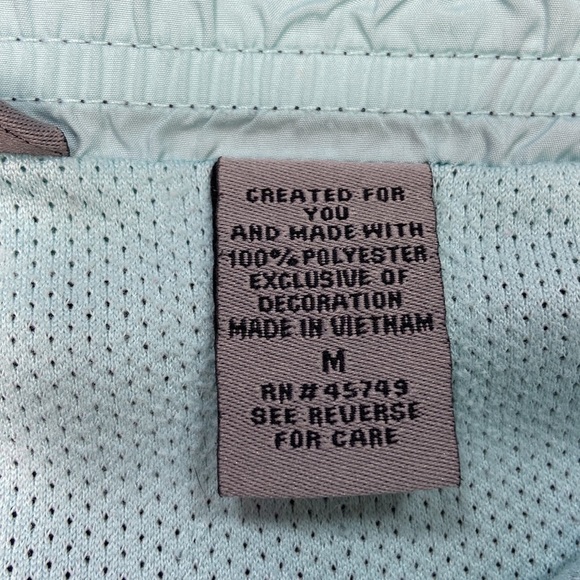 CREATED FOR
YOU
AND MADE WITH
100% POLYESTER
EXCLUSIVE OF
DECORATION
MADE IN VIETNAM
M
RN # 45749
SEE REVERSE
FOR CARE